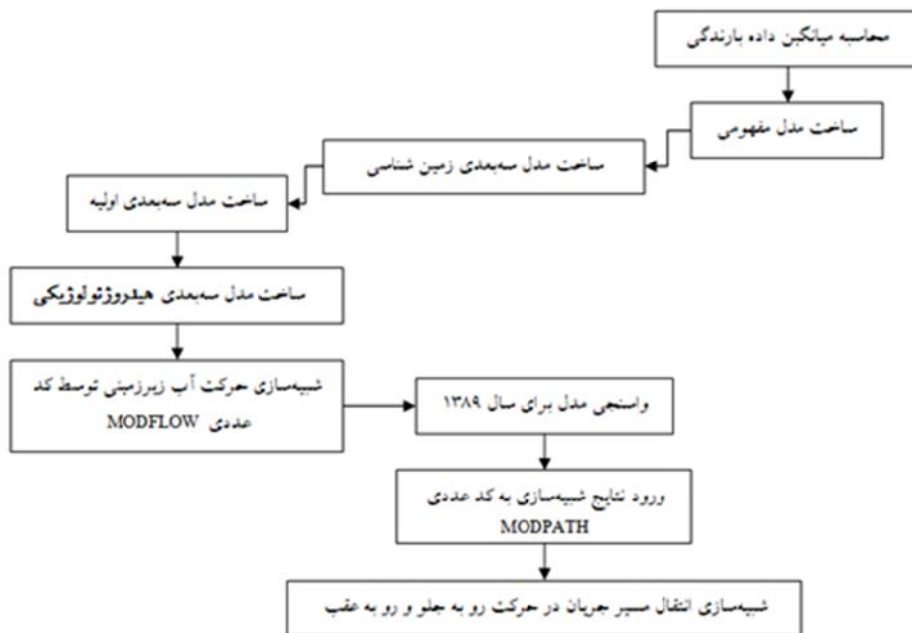 محاسبه میانگین داده بارندگی
ساخت مدل مفهومی
ساخت مدل سه‌بعدی زمین شناسی
ساخت مدل سه‌بعدی اولیه
ساخت مدل سه‌بعدی هیدروژئولوژیکی
شبیه‌سازی حرکت آب زیرزمینی توسط کد
عددی MODFLOW
واسنجی مدل برای سال ۱۳۸۹
ورود نتایج شبیه‌سازی به کد عددی
MODPATH
شبیه‌سازی انتقال مسیر جریان در حرکت رو به جلو و رو به عقب